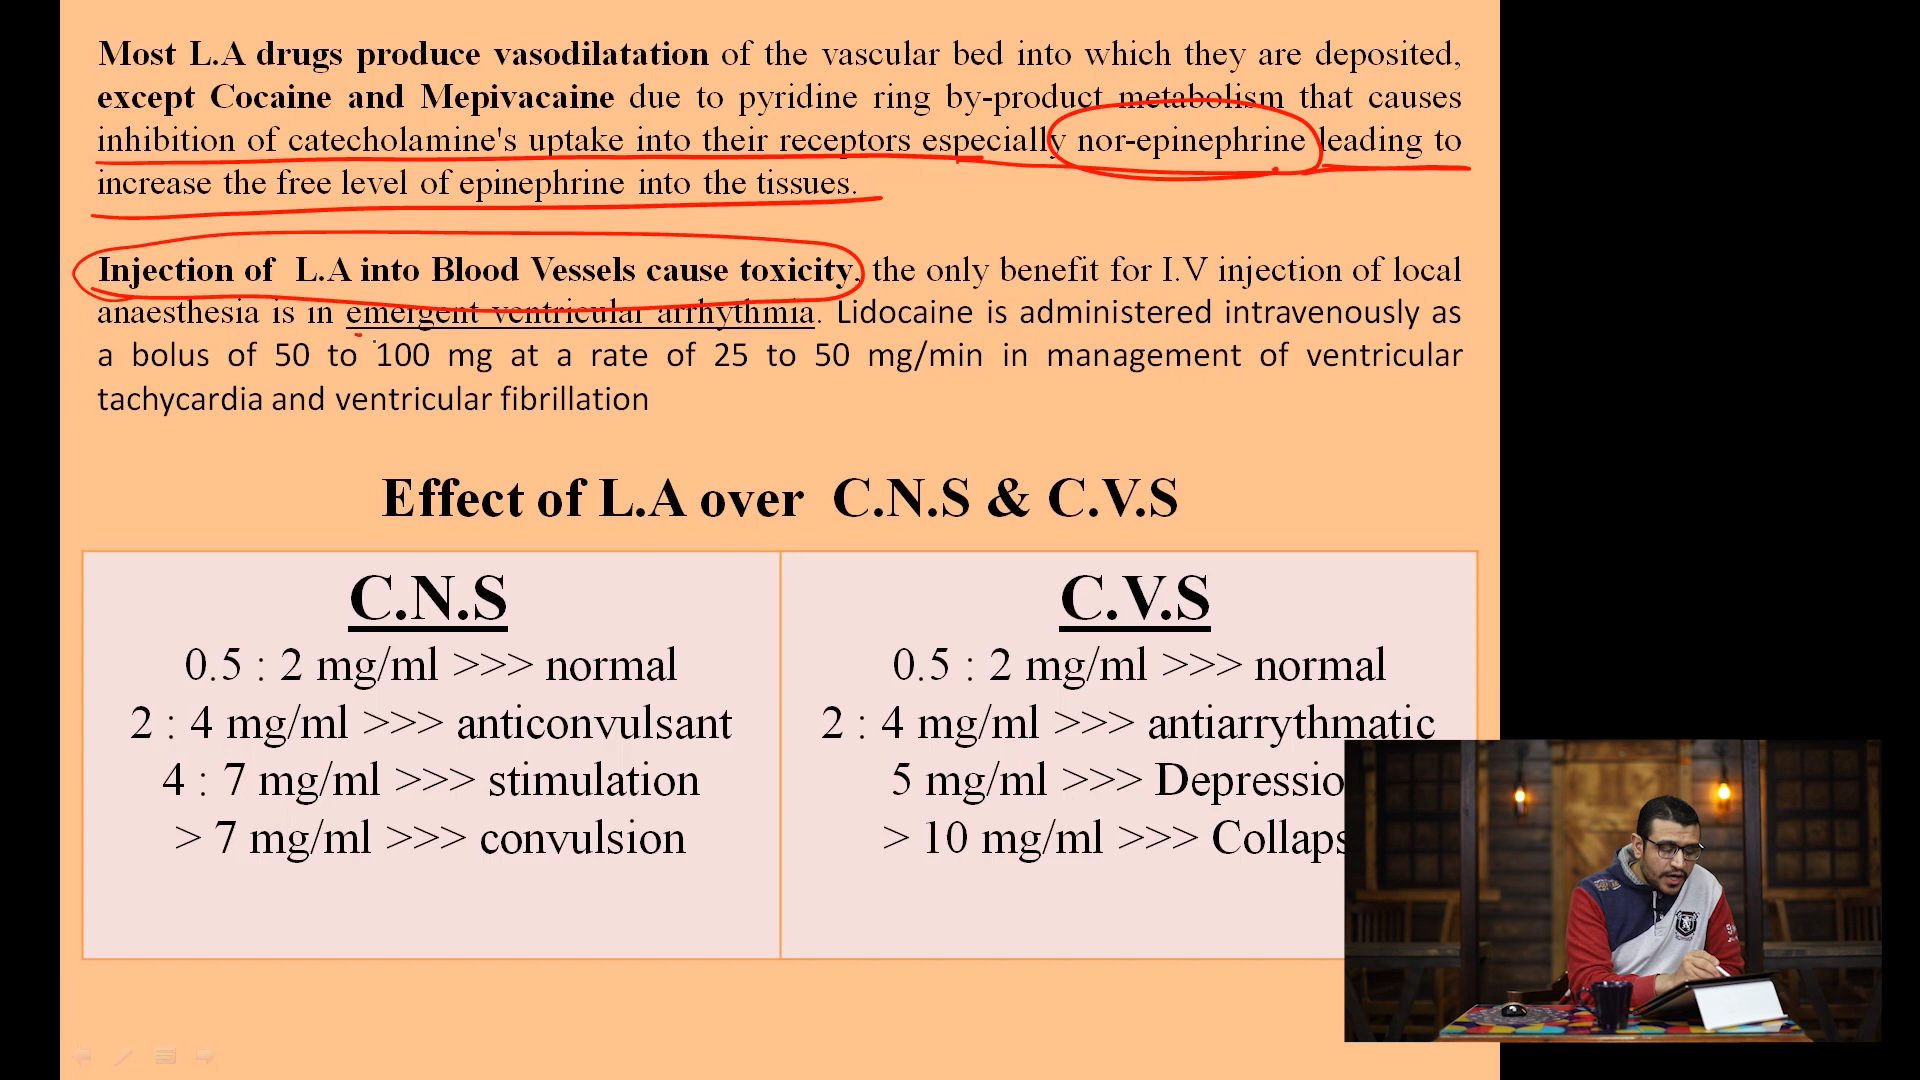 Most L.A drugs produce vasodilatation of the vascular bed into which they are deposited,
except Cocaine and Mepivacaine due to pyridine ring by-product metabolism that causes
inhibition of catecholamine's uptake into their receptors especially nor-epinephrine leading to
increase the free level of epinephrine into the tissues.
Injection of L.A into Blood Vessels cause toxicity, the only benefit for I.V injection of local
anaesthesia is in emergent ventricular arrhythmia. Lidocaine is administered intravenously as
a bolus of 50 to 100 mg at a rate of 25 to 50 mg/min in management of ventricular
tachycardia and ventricular fibrillation
Effect of L.A over C.N.S & C.V.S
C.N.S
0.5 : 2 mg/ml >>> normal
2 : 4 mg/ml >>> anticonvulsant
4 : 7 mg/ml >>> stimulation
> 7 mg/ml >>> convulsion
C.V.S
0.5 : 2 mg/ml >>> normal
2 : 4 mg/ml >>> antiarrythmatic
5 mg/ml >>> Depressio
> 10 mg/ml >>> Collaps